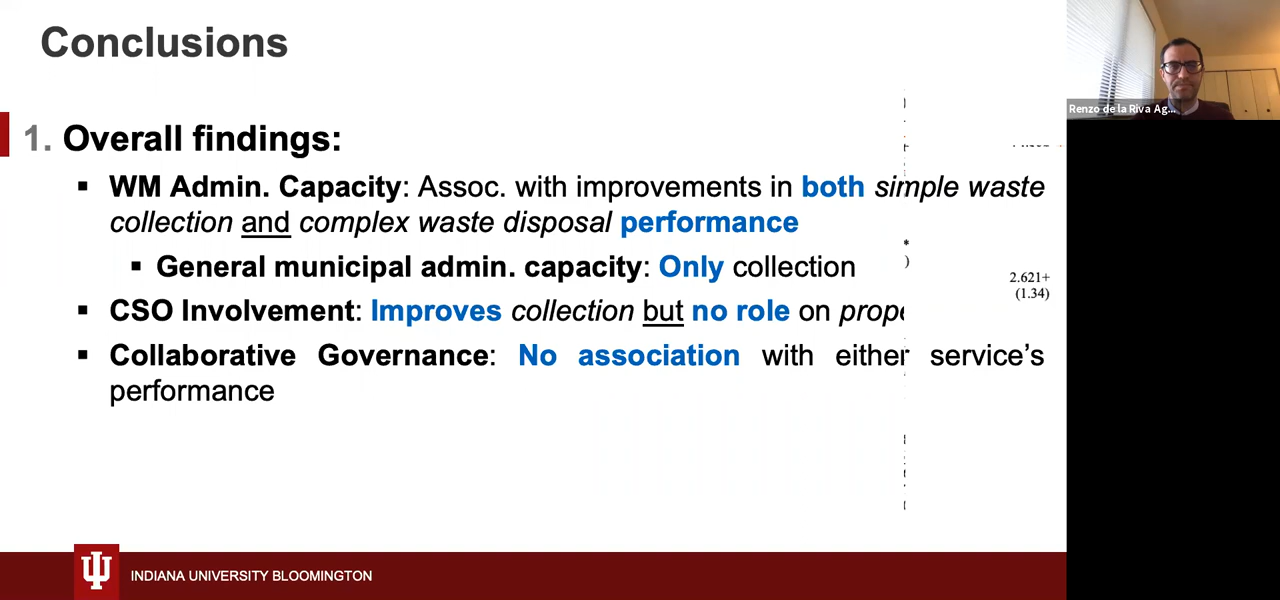 Conclusions
Renzo de la Riva Ag...
1. Overall findings:
▪ WM Admin. Capacity: Assoc. with improvements in both simple waste
collection and complex waste disposal performance
*
▪ General municipal admin. capacity: Only collection
)
2.621+
(1.34)
▪ CSO Involvement: Improves collection but no role on
▪ Collaborative Governance: No association with either service's
performance
INDIANA UNIVERSITY BLOOMINGTON